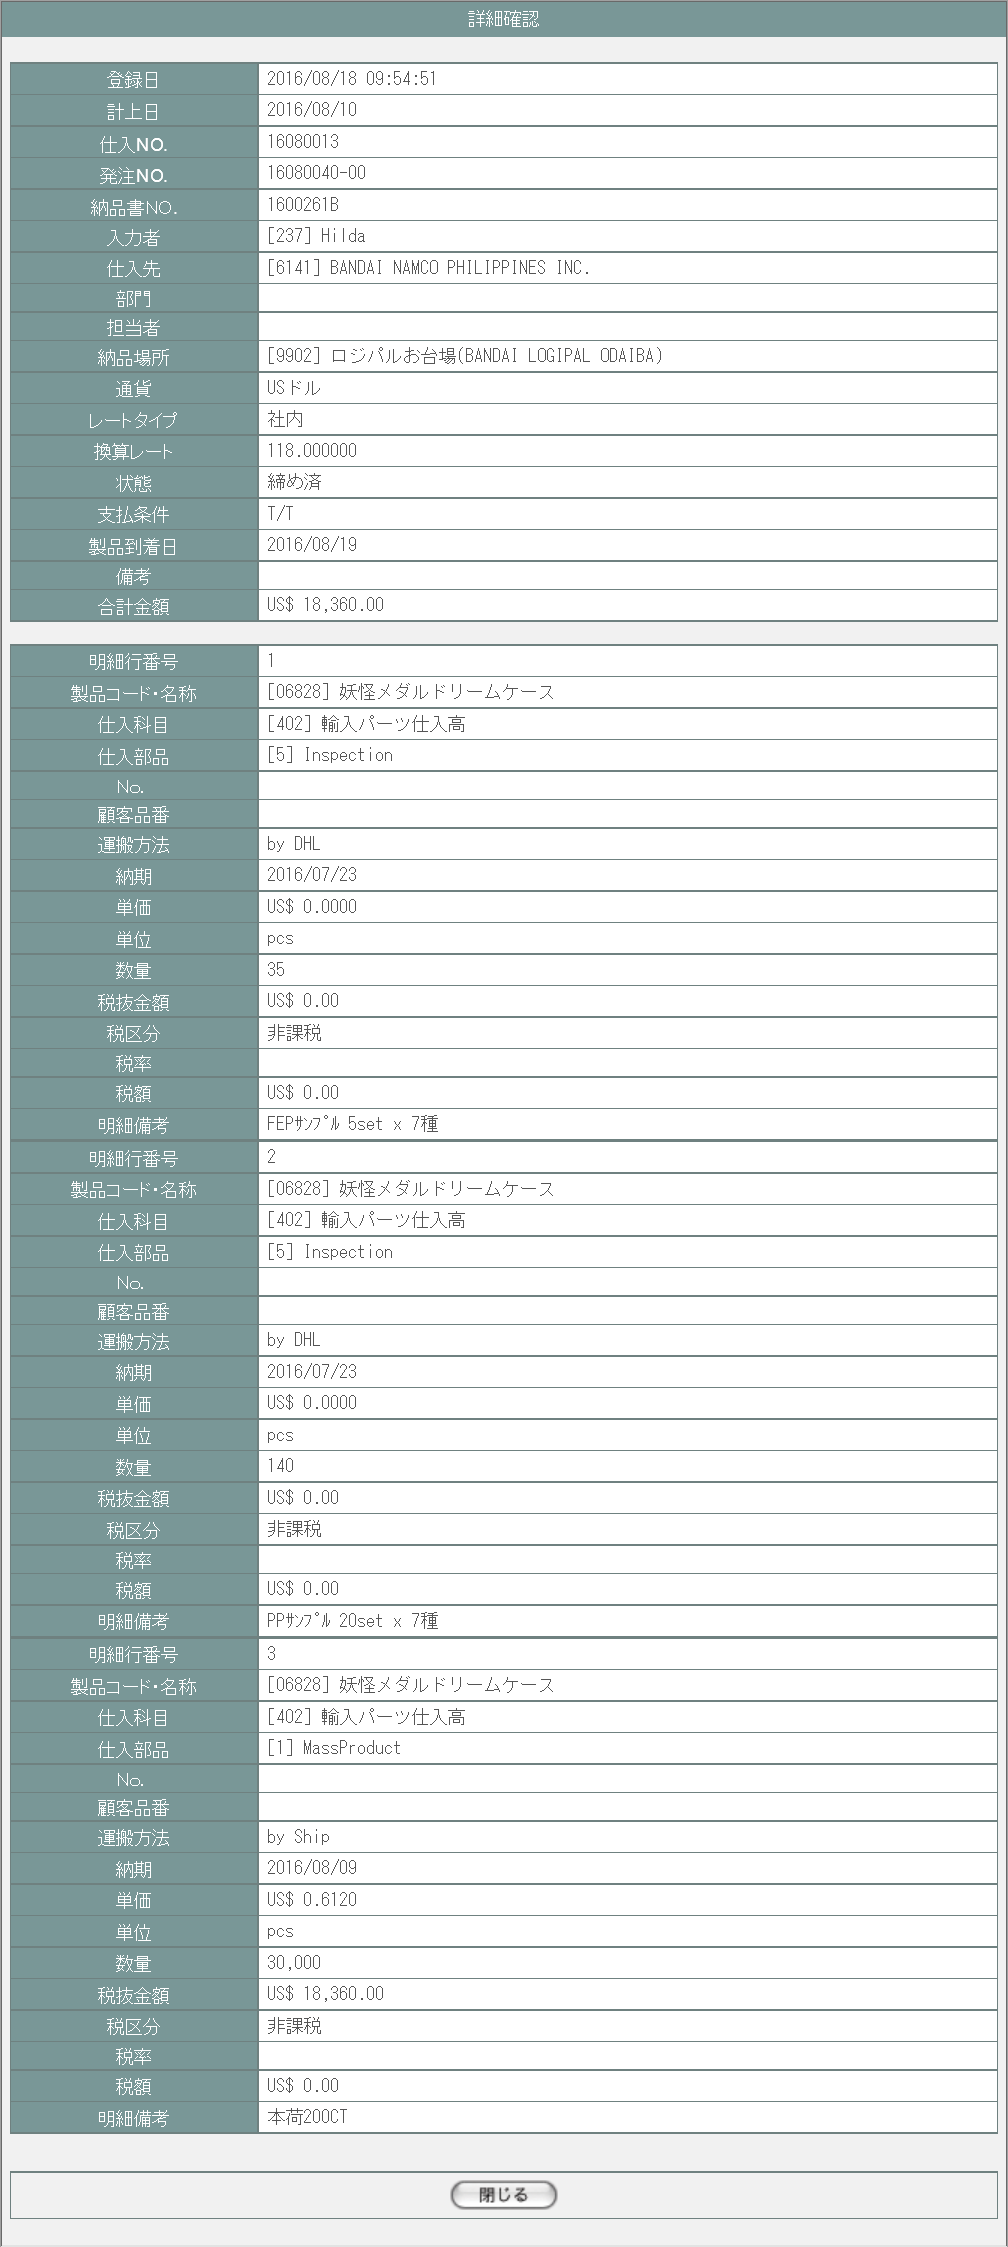 詳細確認
登録日 2016/08/18 09:54:51
計上日 2016/08/10
仕入NO. 16080013
発注NO. 16080040-00
納品書NO. 1600261B
入力者 [237] Hilda
仕入先 [6141] BANDAI NAMCO PHILIPPINES INC.
部門
担当者
納品場所 [9902] ロジパルお台場(BANDAI LOGIPAL ODAIBA)
通貨 USドル
レートタイプ 社内
換算レート 118.000000
状態 締め済
支払条件 T/T
製品到着日 2016/08/19
備考
合計金額 US$ 18,360.00
明細行番号 1
製品コード・名称 [06828] 妖怪メダルドリームケース
仕入科目 [402] 輸入パーツ仕入高
仕入部品 [5] Inspection
No.
顧客品番
運搬方法 by DHL
納期 2016/07/23
単価 US$ 0.0000
単位 pcs
数量 35
税抜金額 US$ 0.00
税区分 非課税
税率
税額 US$ 0.00
明細備考 FEPｻﾝﾌﾟﾙ 5set x 7種
明細行番号 2
製品コード・名称 [06828] 妖怪メダルドリームケース
仕入科目 [402] 輸入パーツ仕入高
仕入部品 [5] Inspection
No.
顧客品番
運搬方法 by DHL
納期 2016/07/23
単価 US$ 0.0000
単位 pcs
数量 140
税抜金額 US$ 0.00
税区分 非課税
税率
税額 US$ 0.00
明細備考 PPｻﾝﾌﾟﾙ 20set x 7種
明細行番号 3
製品コード・名称 [06828] 妖怪メダルドリームケース
仕入科目 [402] 輸入パーツ仕入高
仕入部品 [1] MassProduct
No.
顧客品番
運搬方法 by Ship
納期 2016/08/09
単価 US$ 0.6120
単位 pcs
数量 30,000
税抜金額 US$ 18,360.00
税区分 非課税
税率
税額 US$ 0.00
明細備考 本荷200CT
閉じる